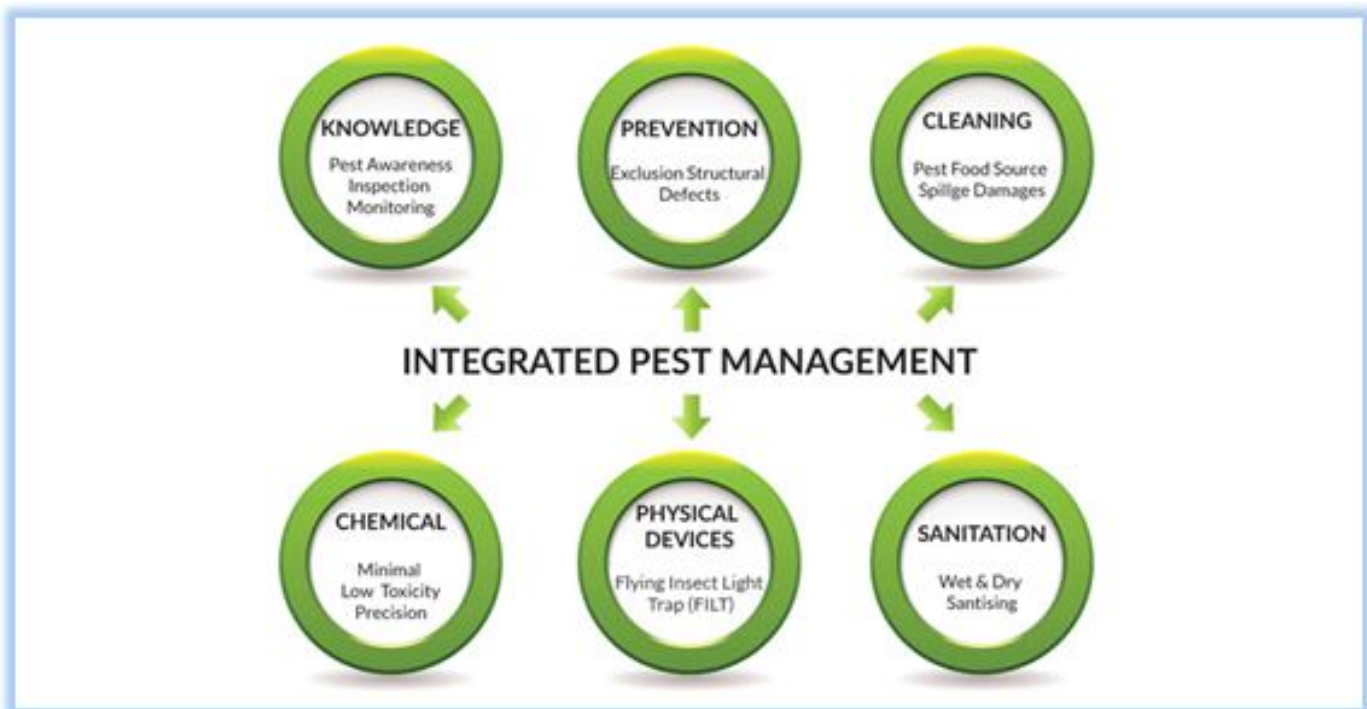 KNOWLEDGE
Pest Awareness
Inspection
Monitoring
PREVENTION
Exclusion Structural
Defects
CLEANING
Pest Food Source
Spillge Damages
INTEGRATED PEST MANAGEMENT
CHEMICAL
Minimal
Low Toxicity
Precision
PHYSICAL
DEVICES
Flying Insect Light
Trap (FILT)
SANITATION
Wet & Dry
Santising